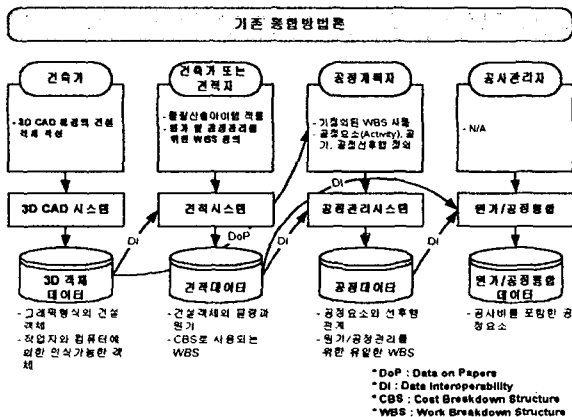 기존 통합방법론
건축가
- 3D CAD 환경의 건설
객체 작성
건축가 또는
견적자
- 물량산출아이템 적용
- 원가 및 공정관리를
위한 WBS 정의
공정계획자
- 기정의된 WBS 사용
- 공정요소(Activity), 공
기, 공정선후행 정의
공사관리자
- N/A
3D CAD 시스템
견적시스템
공정관리시스템
원가/공정통합
DI
DoP
DI
DI
DI
3D 객체
데이터
견적데이터
공정데이터
원가/공정통합
데이터
- 그래픽형식의 건설
객체
- 작업자와 컴퓨터에
의한 인식가능한 객
체
- 건설객체의 물량과
원가
- CBS로 사용되는
WBS
- 공정요소와 선후행
관계
- 원가/공정관리를
위한 유일한 WBS
- 공사비를 포함한 공
정요소
* DoP : Data on Papers
* DI : Data Interoperability
* CBS : Cost Breakdown Structure
* WBS : Work Breakdown Structure